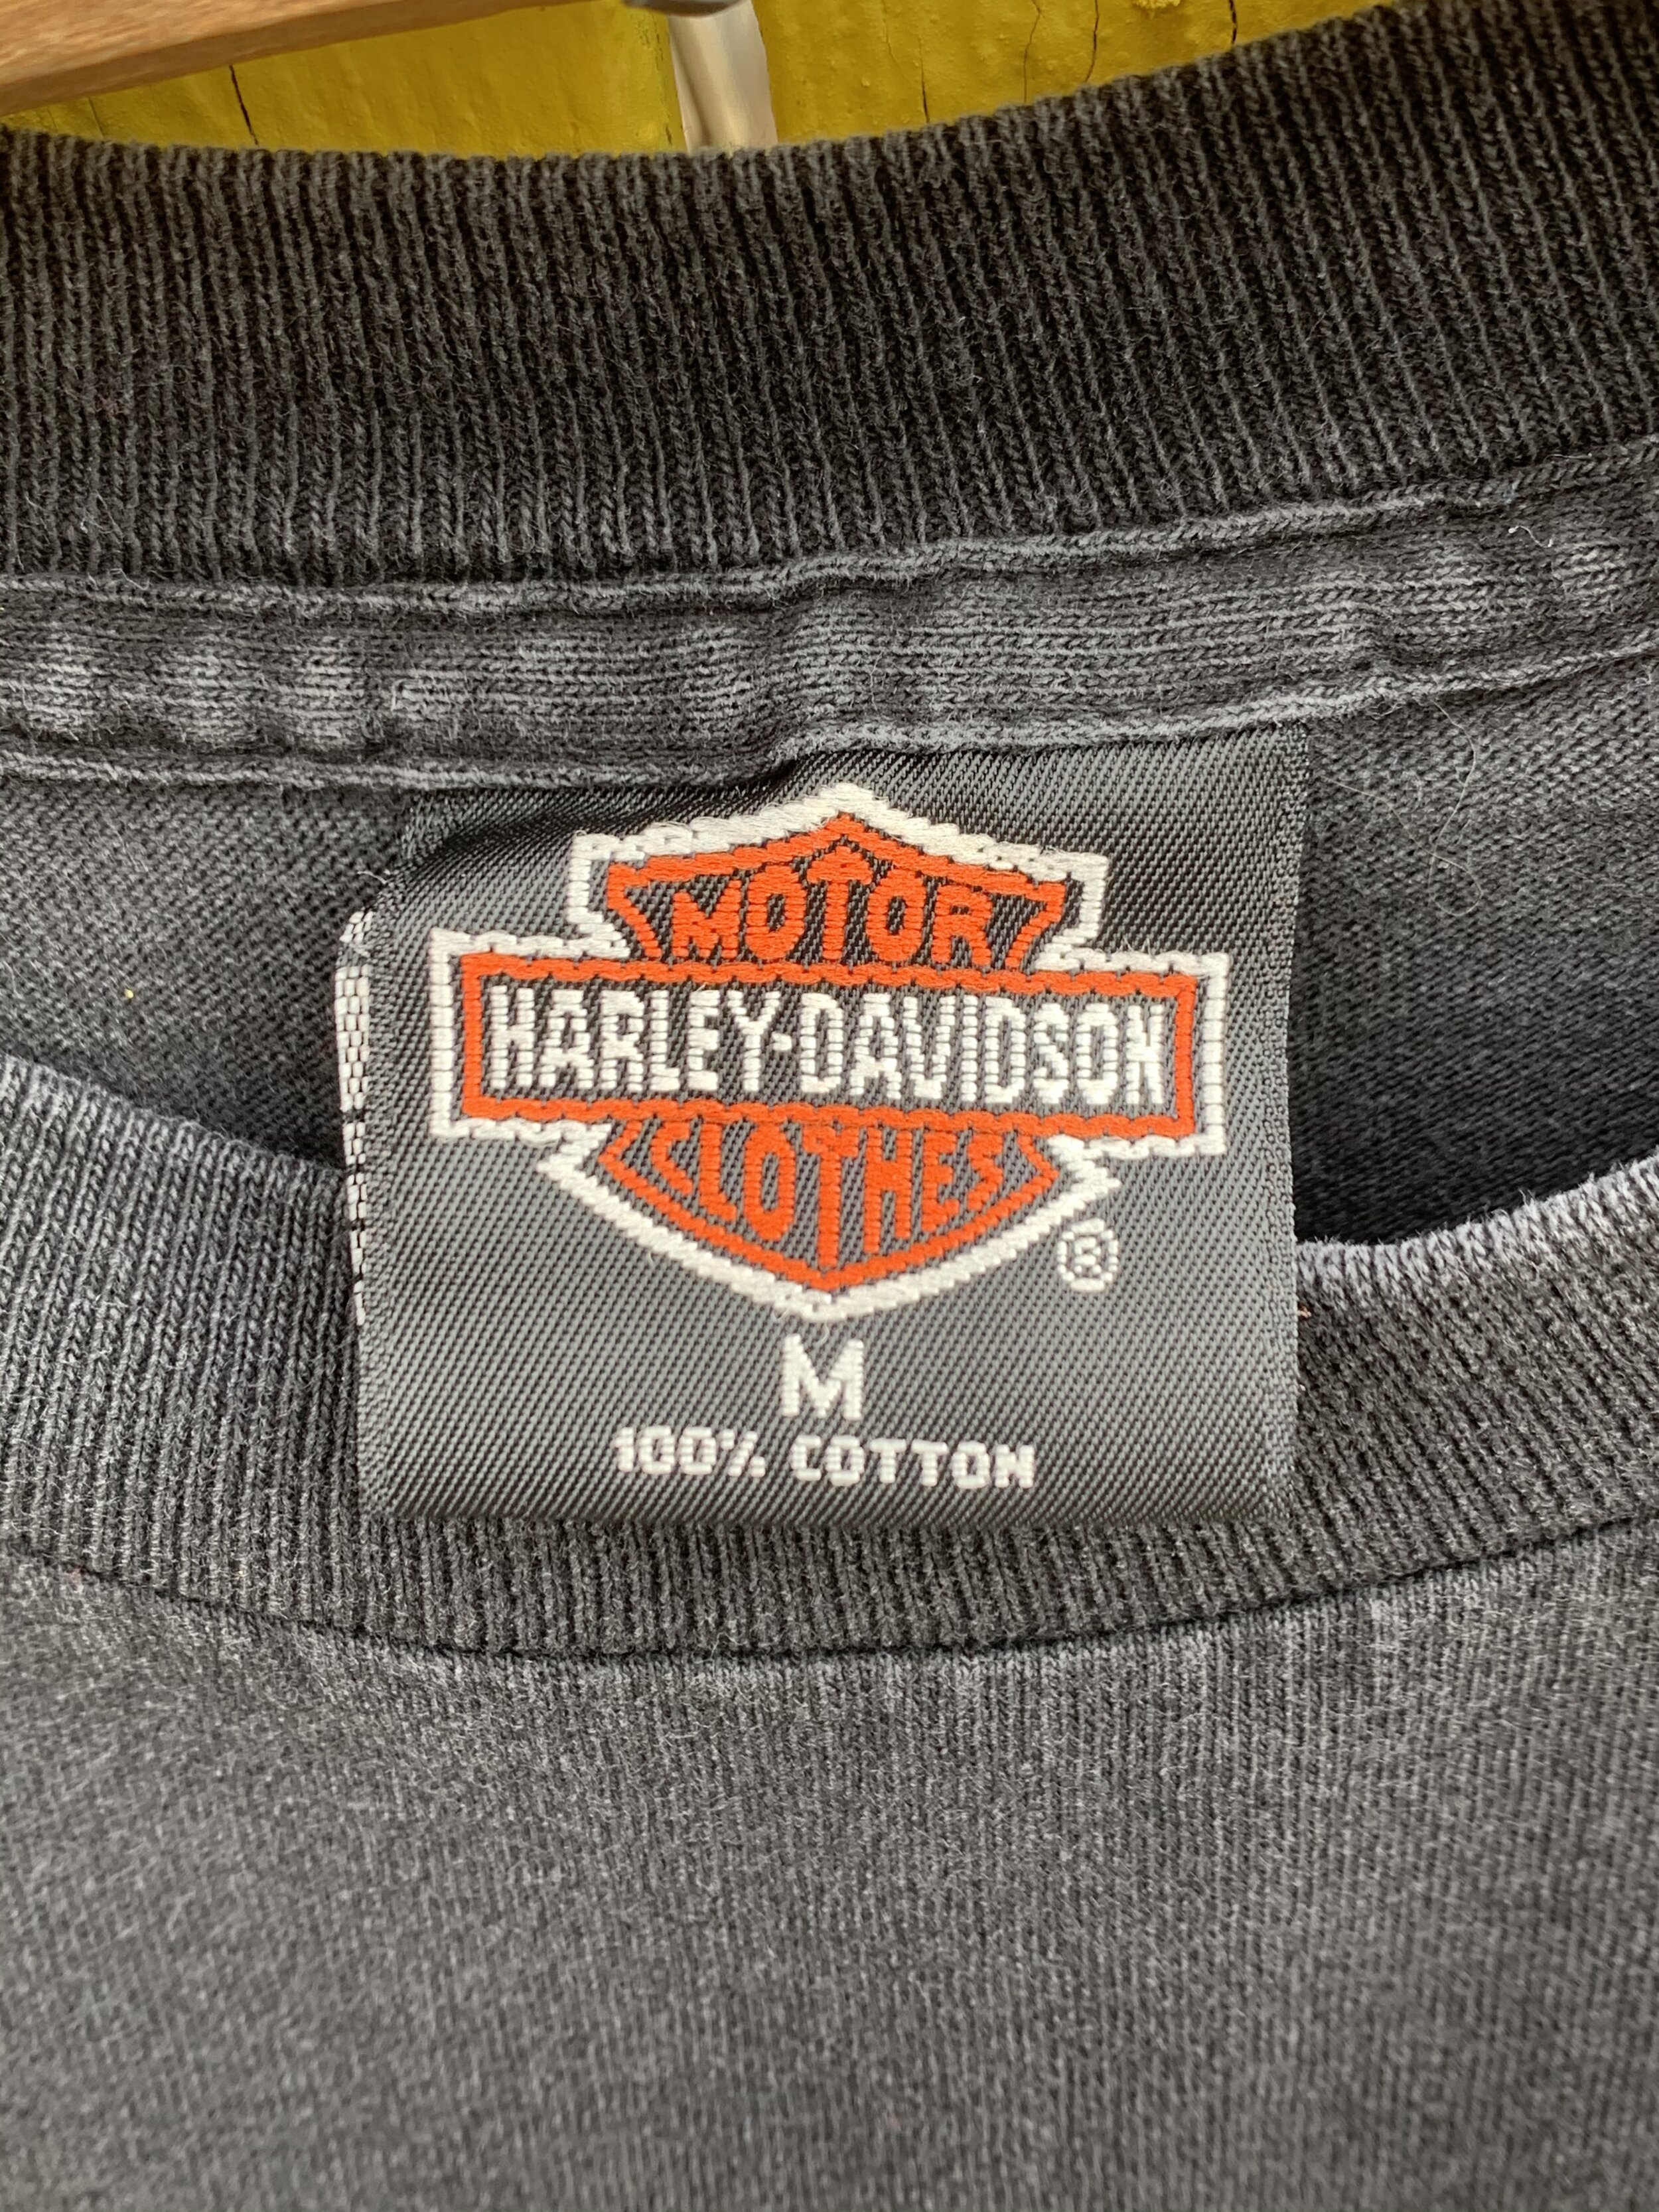 MOTOR
HARLEY-DAVIDSON
CLOTHES
®
M
100% COTTON